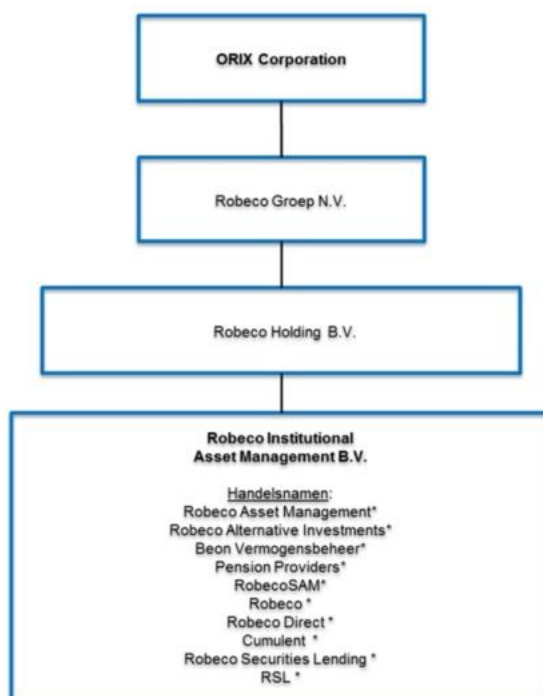 ORIX Corporation
Robeco Groep N.V.
Robeco Holding B.V.
Robeco Institutional
Asset Management B.V.
Handelsnamen:
Robeco Asset Management*
Robeco Alternative Investments*
Beon Vermogensbeheer*
Pension Providers*
RobecoSAM*
Robeco *
Robeco Direct *
Cumulent *
Robeco Securities Lending *
RSL *